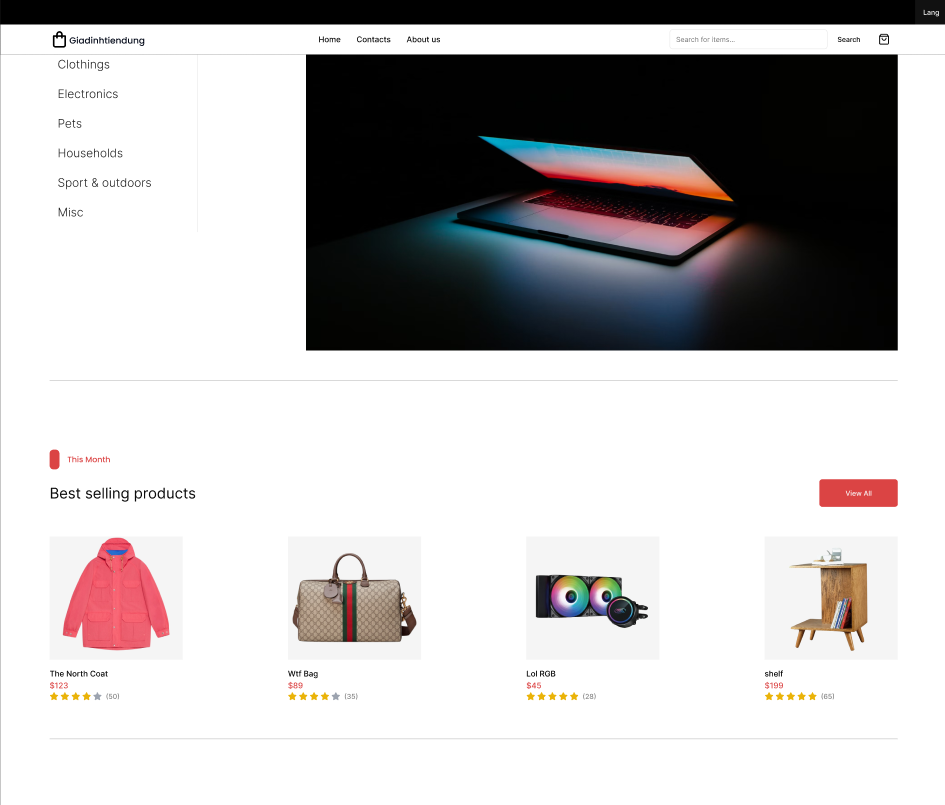 Lang
Giadinhtiendung
Home Contacts About us
Search for items...
Search
Clothings
Electronics
Pets
Households
Sport & outdoors
Misc
This Month
Best selling products
View All
The North Coat
$123
(50)
Wtf Bag
$89
(35)
Lol RGB
$45
(28)
shelf
$199
(65)